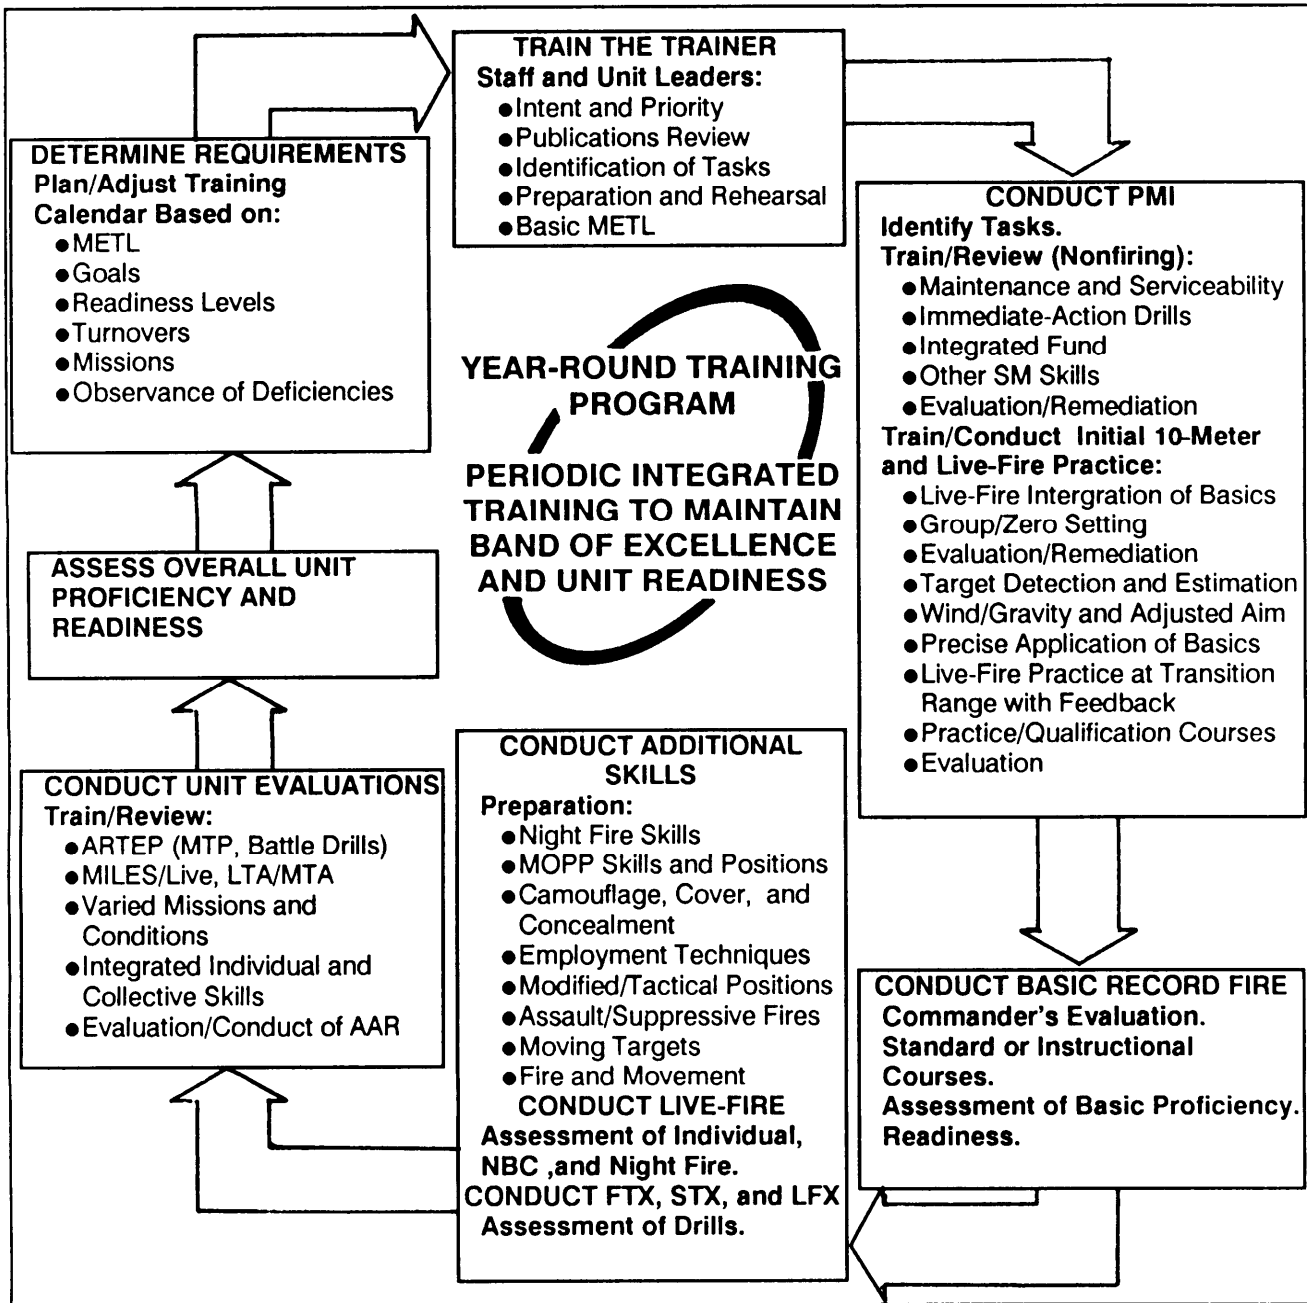 TRAIN THE TRAINER
Staff and Unit Leaders:
●Intent and Priority
●Publications Review
●Identification of Tasks
●Preparation and Rehearsal
●Basic METL
DETERMINE REQUIREMENTS
Plan/Adjust Training
Calendar Based on:
●METL
●Goals
●Readiness Levels
●Turnovers
●Missions
●Observance of Deficiencies
CONDUCT PMI
Identify Tasks.
Train/Review (Nonfiring):
●Maintenance and Serviceability
●Immediate-Action Drills
●Integrated Fund
●Other SM Skills
●Evaluation/Remediation
Train/Conduct Initial 10-Meter
and Live-Fire Practice:
●Live-Fire Intergration of Basics
●Group/Zero Setting
●Evaluation/Remediation
●Target Detection and Estimation
●Wind/Gravity and Adjusted Aim
●Precise Application of Basics
●Live-Fire Practice at Transition
Range with Feedback
●Practice/Qualification Courses
●Evaluation
YEAR-ROUND TRAINING
PROGRAM
PERIODIC INTEGRATED
TRAINING TO MAINTAIN
BAND OF EXCELLENCE
AND UNIT READINESS
ASSESS OVERALL UNIT
PROFICIENCY AND
READINESS
CONDUCT UNIT EVALUATIONS
Train/Review:
●ARTEP (MTP, Battle Drills)
●MILES/Live, LTA/MTA
●Varied Missions and
Conditions
●Integrated Individual and
Collective Skills
●Evaluation/Conduct of AAR
CONDUCT ADDITIONAL
SKILLS
Preparation:
●Night Fire Skills
●MOPP Skills and Positions
●Camouflage, Cover, and
Concealment
●Employment Techniques
●Modified/Tactical Positions
●Assault/Suppressive Fires
●Moving Targets
●Fire and Movement
CONDUCT LIVE-FIRE
Assessment of Individual,
NBC ,and Night Fire.
CONDUCT FTX, STX, and LFX
Assessment of Drills.
CONDUCT BASIC RECORD FIRE
Commander's Evaluation.
Standard or Instructional
Courses.
Assessment of Basic Proficiency.
Readiness.